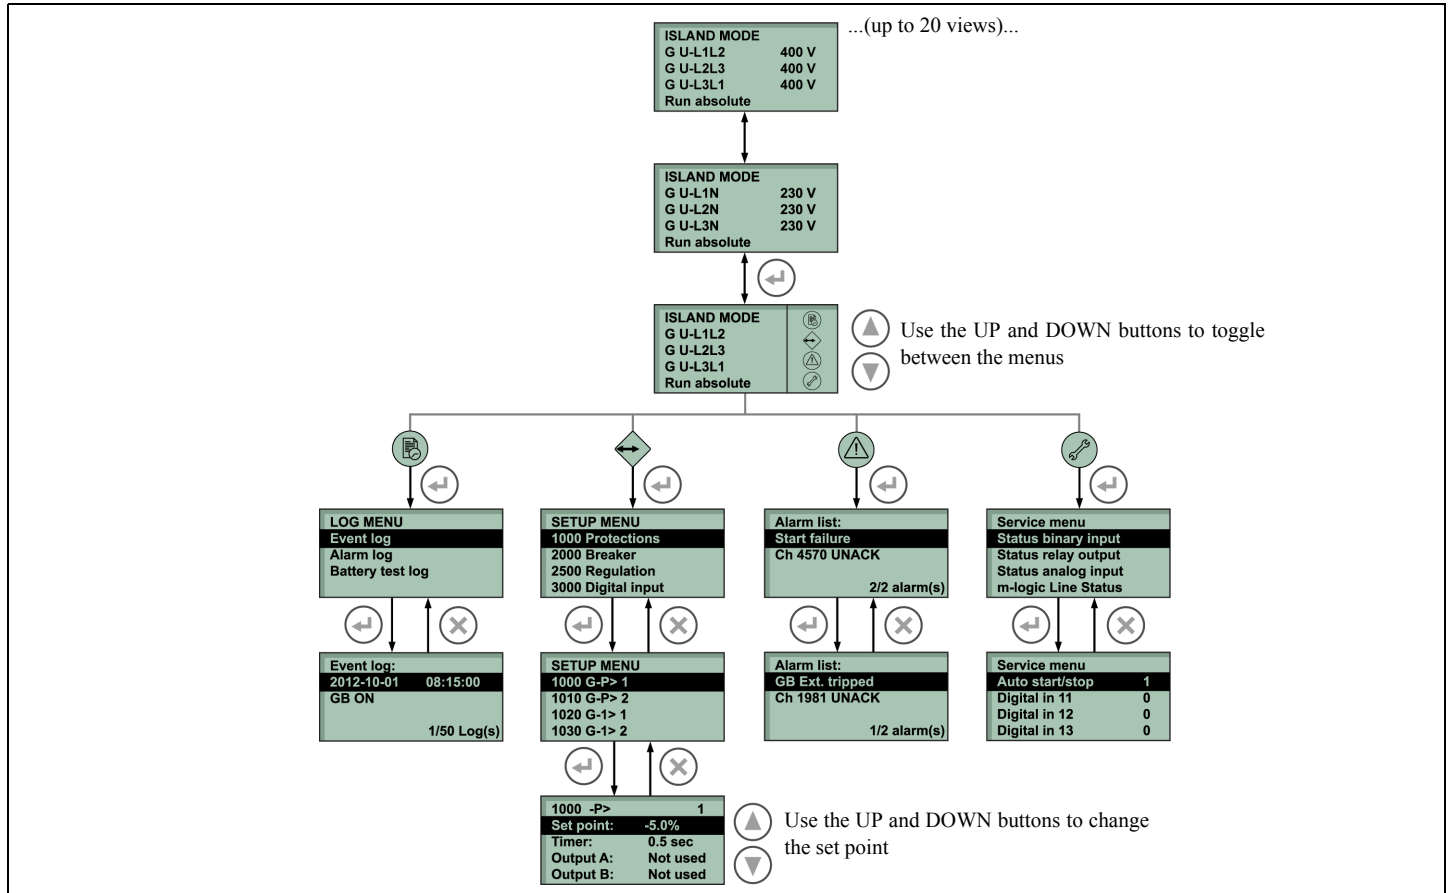 ISLAND MODE
G U-L1L2 400 V
G U-L2L3 400 V
G U-L3L1 400 V
Run absolute
...(up to 20 views)...
ISLAND MODE
G U-L1N 230 V
G U-L2N 230 V
G U-L3N 230 V
Run absolute
ISLAND MODE
G U-L1L2
G U-L2L3
G U-L3L1
Run absolute
Use the UP and DOWN buttons to toggle
between the menus
LOG MENU
Event log
Alarm log
Battery test log
SETUP MENU
1000 Protections
2000 Breaker
2500 Regulation
3000 Digital input
Alarm list:
Start failure
Ch 4570 UNACK
2/2 alarm(s)
Service menu
Status binary input
Status relay output
Status analog input
m-logic Line Status
Event log:
2012-10-01 08:15:00
GB ON
1/50 Log(s)
SETUP MENU
1000 G-P> 1
1010 G-P> 2
1020 G-1> 1
1030 G-1> 2
Alarm list:
GB Ext. tripped
Ch 1981 UNACK
1/2 alarm(s)
Service menu
Auto start/stop 1
Digital in 11 0
Digital in 12 0
Digital in 13 0
1000 -P> 1
Set point: -5.0%
Timer: 0.5 sec
Output A: Not used
Output B: Not used
Use the UP and DOWN buttons to change
the set point